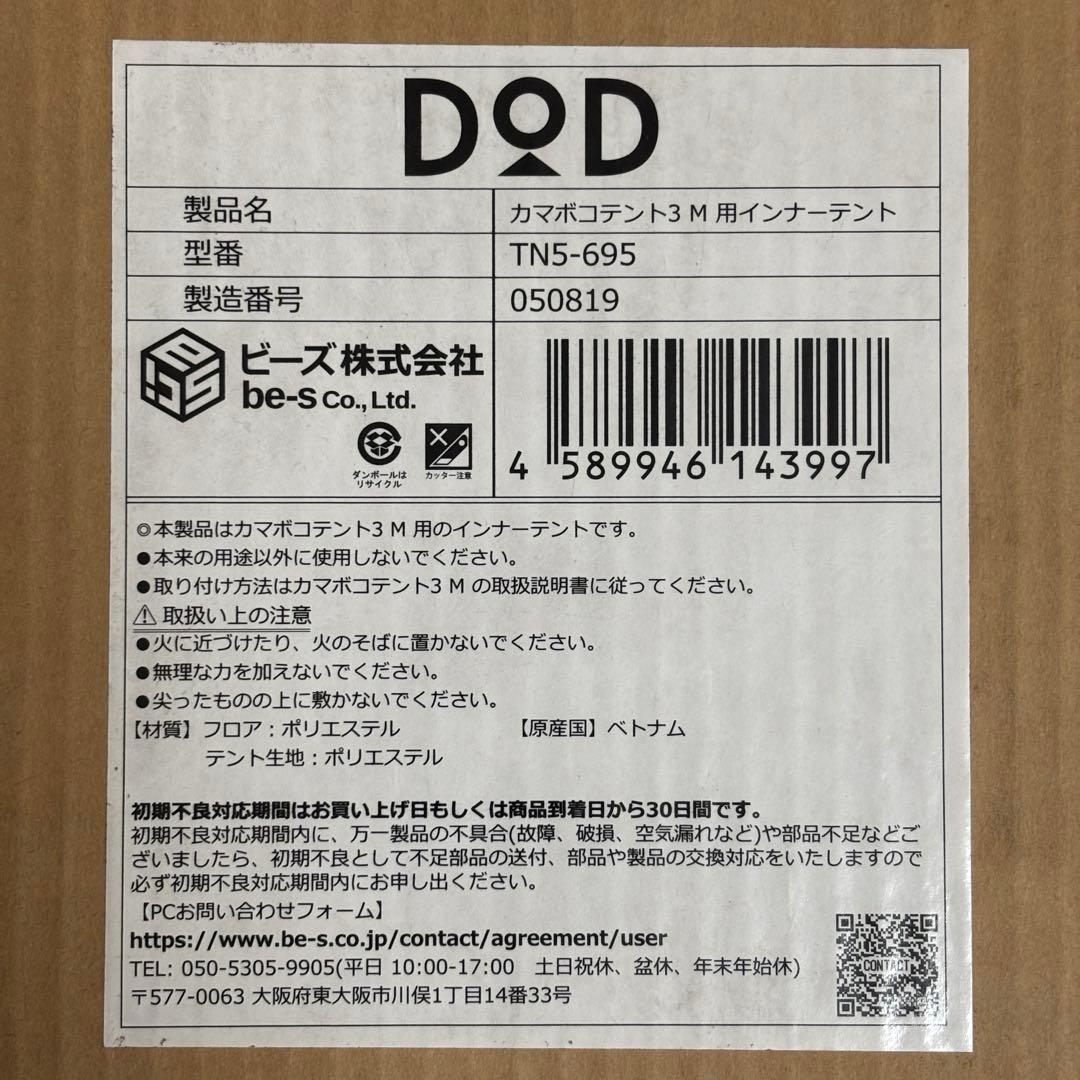 DOD
製品名 カマボコテント3 M 用インナーテント
型番 TN5-695
製造番号 050819
ビーズ株式会社
be-s Co., Ltd.
ダンボールは
リサイクル
カッター注意
4 589946 143997
◎本製品はカマボコテント3 M 用のインナーテントです。
●本来の用途以外に使用しないでください。
●取り付け方法はカマボコテント3 M の取扱説明書に従ってください。
⚠ 取扱い上の注意
●火に近づけたり、火のそばに置かないでください。
●無理な力を加えないでください。
●尖ったものの上に敷かないでください。
【材質】フロア：ポリエステル 【原産国】ベトナム
テント生地：ポリエステル
初期不良対応期間はお買い上げ日もしくは商品到着日から30日間です。
初期不良対応期間内に、万一製品の不具合(故障、破損、空気漏れなど)や部品不足などござ
いましたら、初期不良として不足部品の送付、部品や製品の交換対応をいたしますので
必ず初期不良対応期間内にお申し出ください。
【PCお問い合わせフォーム】
https://www.be-s.co.jp/contact/agreement/user
TEL: 050-5305-9905(平日 10:00-17:00 土日祝休、盆休、年末年始休)
〒577-0063 大阪府東大阪市川俣1丁目14番33号
CONTACT